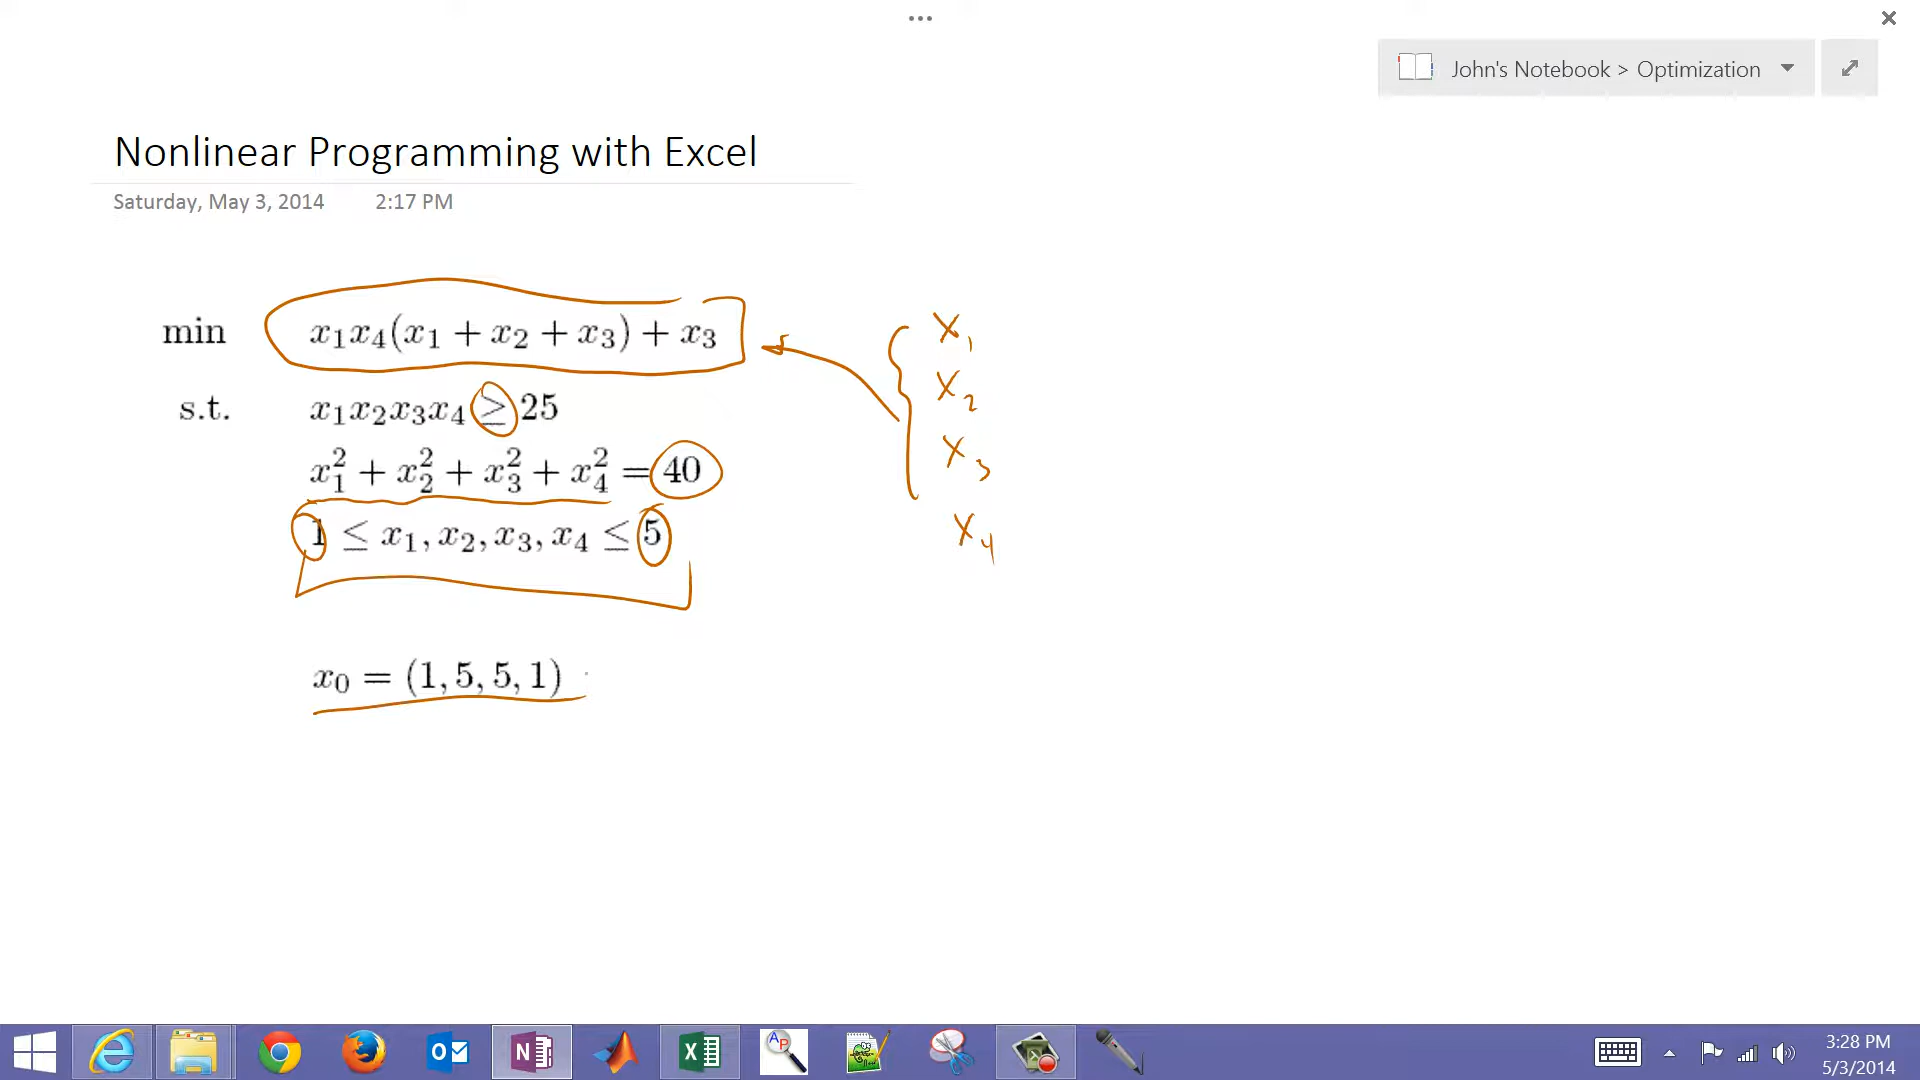 John's Notebook > Optimization
Nonlinear Programming with Excel
Saturday, May 3, 2014 2:17 PM
min x₁x₄(x₁ + x₂ + x₃) + x₃
s.t. x₁x₂x₃x₄ ≥ 25
x₁² + x₂² + x₃² + x₄² = 40
1 ≤ x₁, x₂, x₃, x₄ ≤ 5
x₀ = (1, 5, 5, 1)
x₁
x₂
x₃
x₄
3:28 PM
5/3/2014